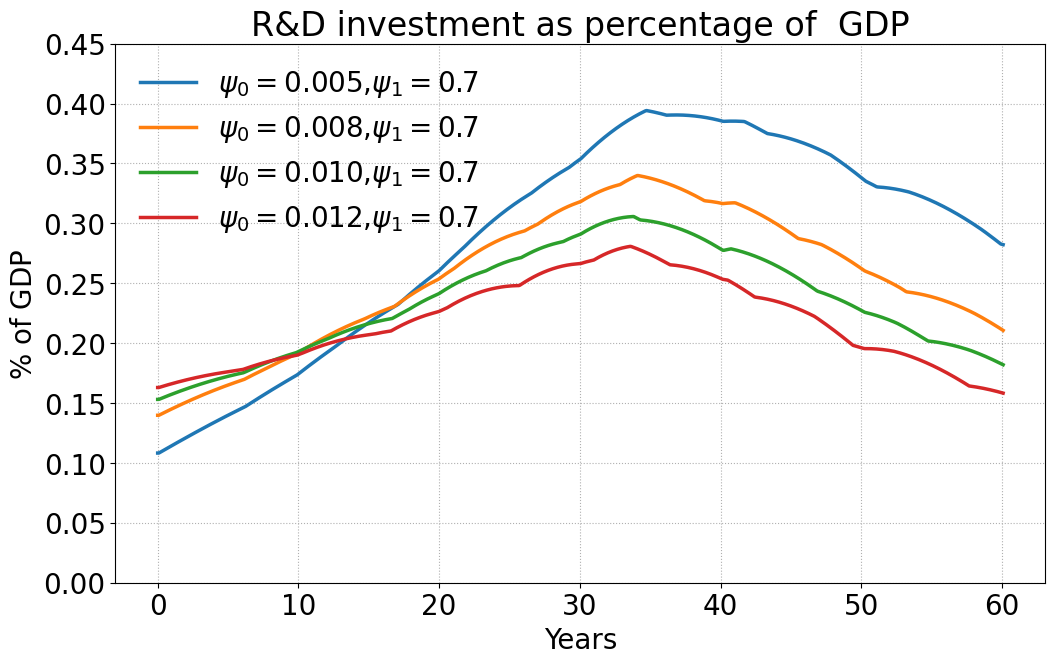 R&D investment as percentage of  GDP
% of GDP
0.45
0.40
0.35
0.30
0.25
0.20
0.15
0.10
0.05
0.00
ψ₀ = 0.005,ψ₁ = 0.7
ψ₀ = 0.008,ψ₁ = 0.7
ψ₀ = 0.010,ψ₁ = 0.7
ψ₀ = 0.012,ψ₁ = 0.7
0 10 20 30 40 50 60
Years